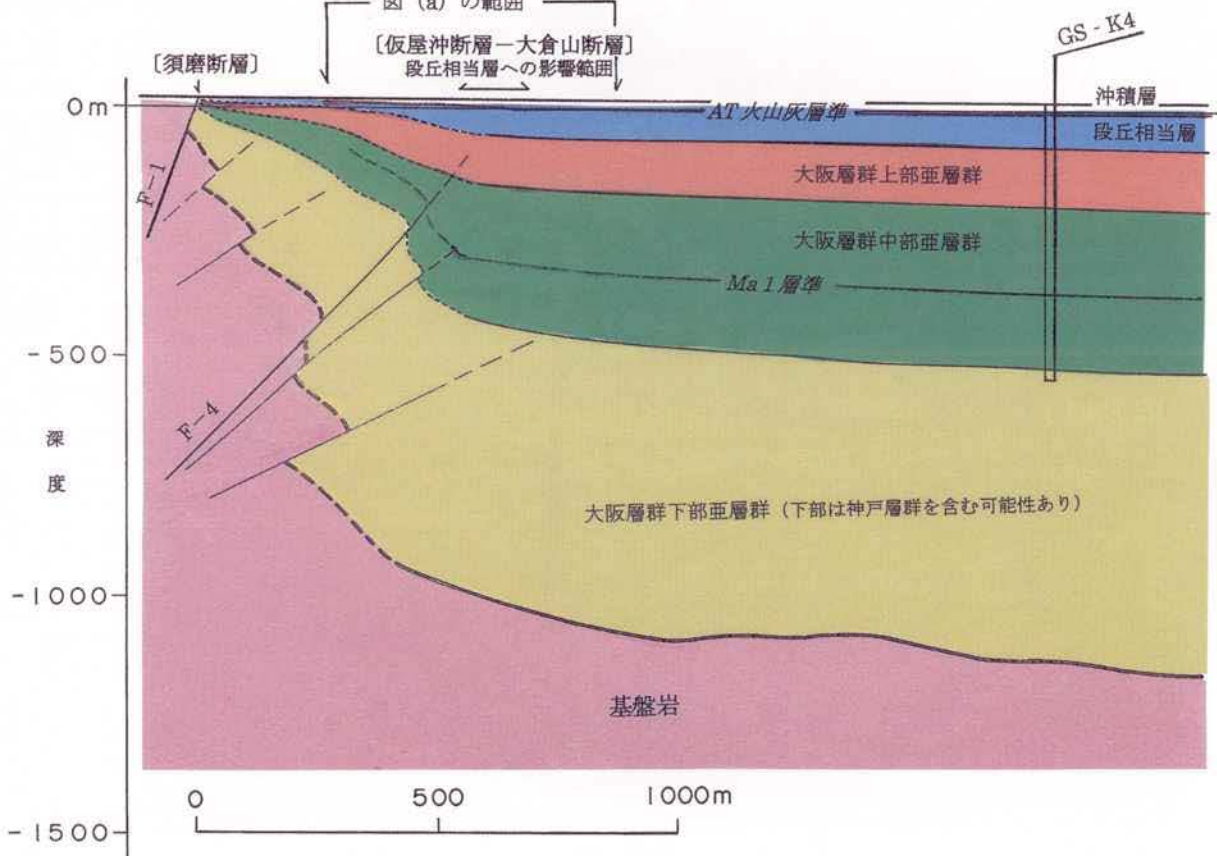 図 (a) の範囲
GS - K4
〔仮屋沖断層－大倉山断層〕
段丘相当層への影響範囲
〔須磨断層〕
沖積層
0m
AT火山灰層準
段丘相当層
大阪層群上部亜層群
F－1
大阪層群中部亜層群
Ma 1層準
-500
F－4
深
度
大阪層群下部亜層群 (下部は神戸層群を含む可能性あり)
-1000
基盤岩
0
500
1000m
-1500